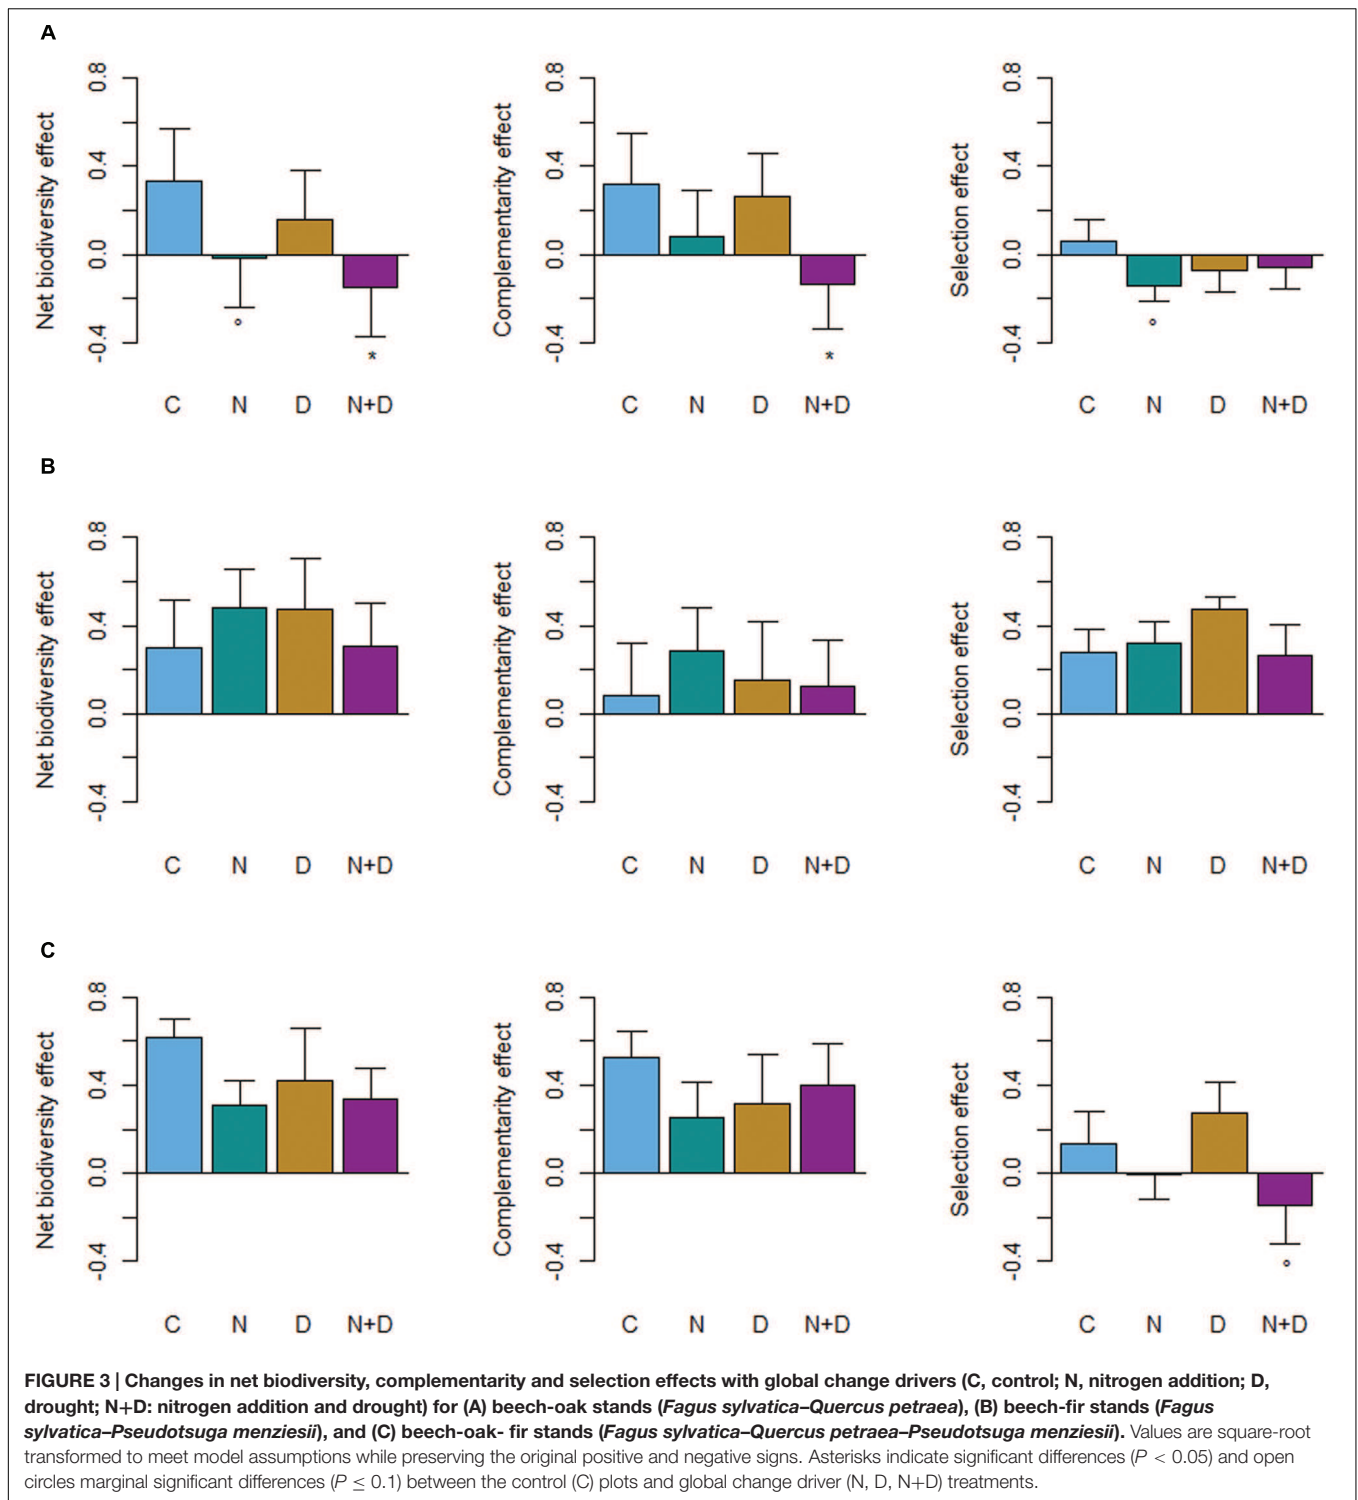 A
Net biodiversity effect
0.8
0.4
0.0
-0.4
°
*
C N D N+D
Complementarity effect
0.8
0.4
0.0
-0.4
*
C N D N+D
Selection effect
0.8
0.4
0.0
-0.4
°
C N D N+D
B
Net biodiversity effect
0.8
0.4
0.0
-0.4
C N D N+D
Complementarity effect
0.8
0.4
0.0
-0.4
C N D N+D
Selection effect
0.8
0.4
0.0
-0.4
C N D N+D
C
Net biodiversity effect
0.8
0.4
0.0
-0.4
C N D N+D
Complementarity effect
0.8
0.4
0.0
-0.4
C N D N+D
Selection effect
0.8
0.4
0.0
-0.4
°
C N D N+D
FIGURE 3 | Changes in net biodiversity, complementarity and selection effects with global change drivers (C, control; N, nitrogen addition; D,
drought; N+D: nitrogen addition and drought) for (A) beech-oak stands (Fagus sylvatica–Quercus petraea), (B) beech-fir stands (Fagus
sylvatica–Pseudotsuga menziesii), and (C) beech-oak- fir stands (Fagus sylvatica–Quercus petraea–Pseudotsuga menziesii). Values are square-root
transformed to meet model assumptions while preserving the original positive and negative signs. Asterisks indicate significant differences (P < 0.05) and open
circles marginal significant differences (P ≤ 0.1) between the control (C) plots and global change driver (N, D, N+D) treatments.